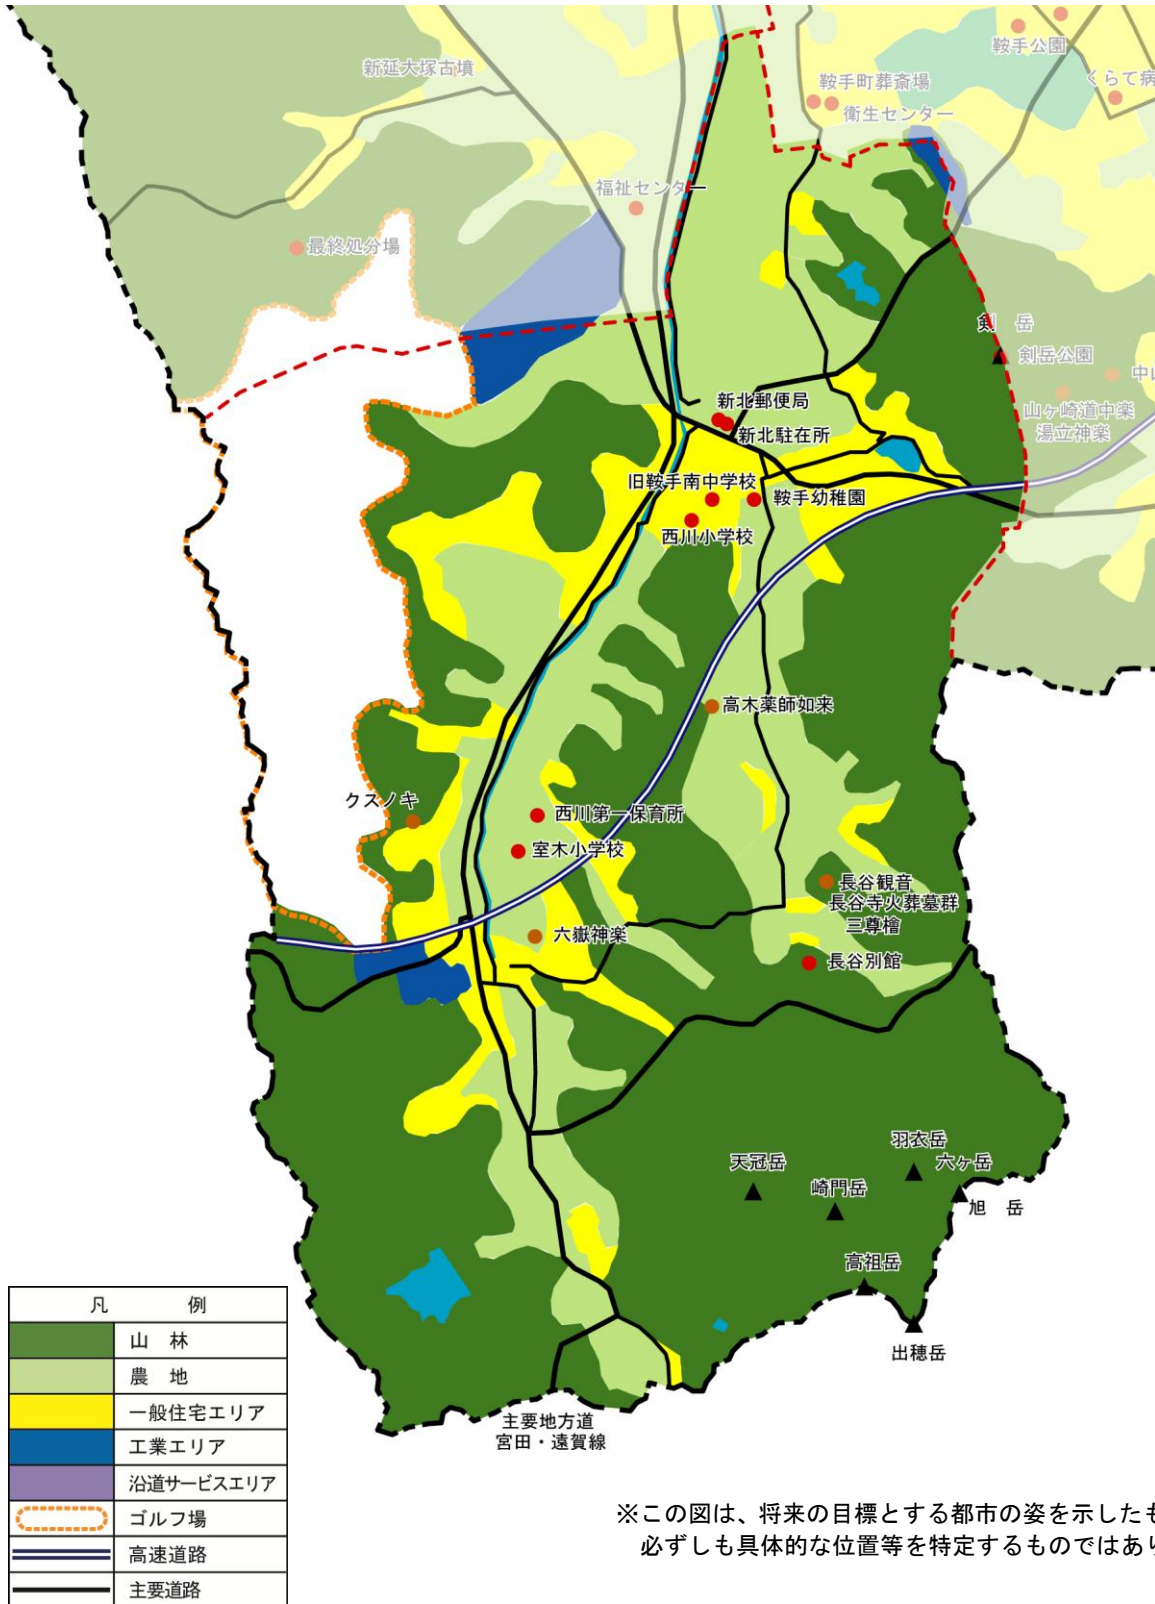 鞍手公園
新延大塚古墳
鞍手町葬斎場
くらて病
衛生センター
福祉センター
最終処分場
剣 岳
剣岳公園
中山
山ヶ崎道中楽
湯立神楽
新北郵便局
新北駐在所
旧鞍手南中学校
鞍手幼稚園
西川小学校
高木薬師如来
クスノキ
西川第一保育所
室木小学校
長谷観音
長谷寺火葬墓群
三尊檜
六嶽神楽
長谷別館
羽衣岳
天冠岳
六ヶ岳
崎門岳
旭 岳
高祖岳
出穂岳
凡 例
山 林
農 地
一般住宅エリア
工業エリア
沿道サービスエリア
ゴルフ場
高速道路
主要道路
主要地方道
宮田・遠賀線
※この図は、将来の目標とする都市の姿を示したも
必ずしも具体的な位置等を特定するものではあり